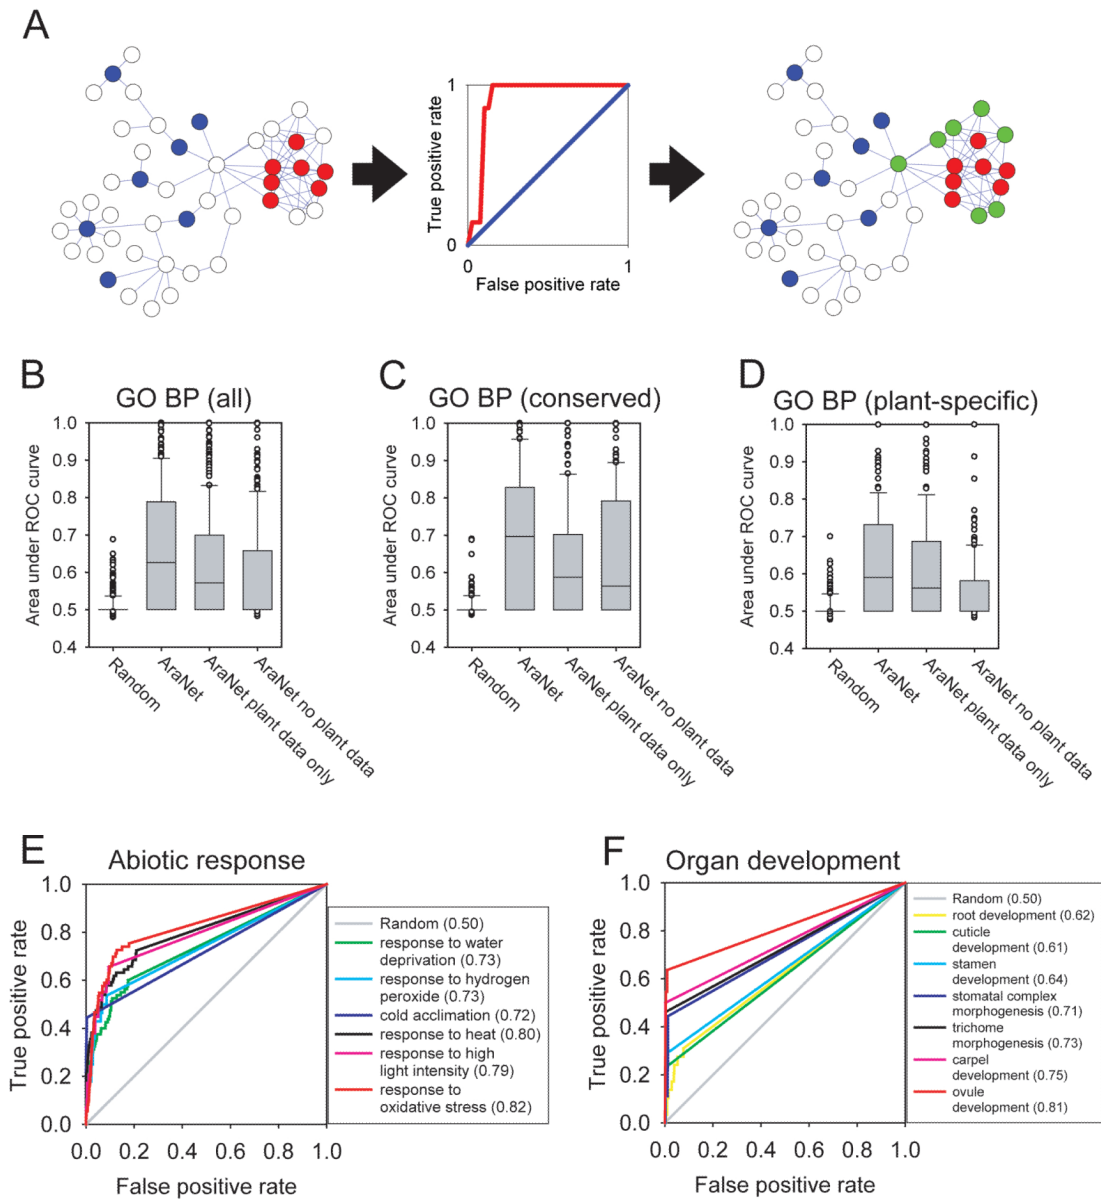 A
1
True positive rate
0
0
1
False positive rate
B
GO BP (all)
Area under ROC curve
1.0
0.9
0.8
0.7
0.6
0.5
0.4
Random
AraNet
AraNet plant data only
AraNet no plant data
C
GO BP (conserved)
Area under ROC curve
1.0
0.9
0.8
0.7
0.6
0.5
0.4
Random
AraNet
AraNet plant data only
AraNet no plant data
D
GO BP (plant-specific)
Area under ROC curve
1.0
0.9
0.8
0.7
0.6
0.5
0.4
Random
AraNet
AraNet plant data only
AraNet no plant data
E
Abiotic response
True positive rate
1.0
0.8
0.6
0.4
0.2
0.0
0.0 0.2 0.4 0.6 0.8 1.0
False positive rate
Random (0.50)
response to water
deprivation (0.73)
response to hydrogen
peroxide (0.73)
cold acclimation (0.72)
response to heat (0.80)
response to high
light intensity (0.79)
response to
oxidative stress (0.82)
F
Organ development
True positive rate
1.0
0.8
0.6
0.4
0.2
0.0
0.0 0.2 0.4 0.6 0.8 1.0
False positive rate
Random (0.50)
root development (0.62)
cuticle
development (0.61)
stamen
development (0.64)
stomatal complex
morphogenesis (0.71)
trichome
morphogenesis (0.73)
carpel
development (0.75)
ovule
development (0.81)